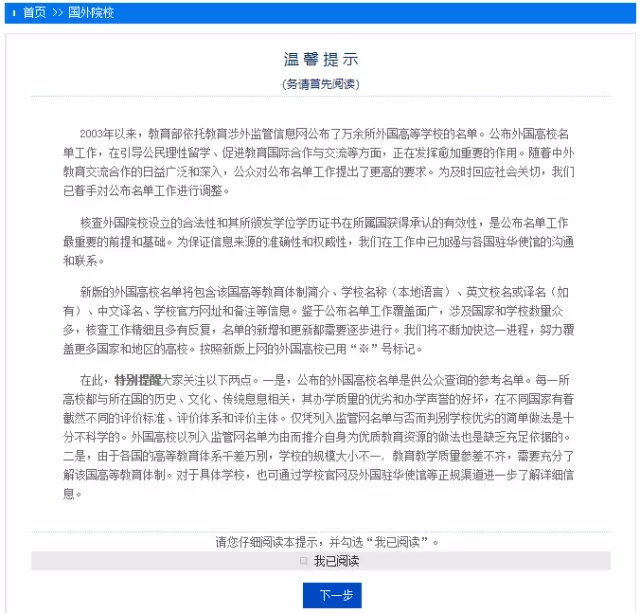 首页 >> 国外院校
温馨提示
(务请首先阅读)
2003年以来，教育部依托教育涉外监管信息网公布了万余所外国高等学校的名单。公布外国高校名
单工作，在引导公民理性留学、促进教育国际合作与交流等方面，正在发挥愈加重要的作用。随着中外
教育交流合作的日益广泛和深入，公众对公布名单工作提出了更高的要求。为及时回应社会关切，我们
已着手对公布名单工作进行调整。
核查外国院校设立的合法性和其所颁发学位学历证书在所属国获得承认的有效性，是公布名单工作
最重要的前提和基础。为保证信息来源的准确性和权威性，我们在工作中已加强与各国驻华使馆的沟通
和联系。
新版的外国高校名单将包含该国高等教育体制简介、学校名称（本地语言）、英文校名或译名（如
有）、中文译名、学校官方网址和备注等信息。鉴于公布名单工作覆盖面广，涉及国家和学校数量众
多，核查工作精细且多有反复，名单的新增和更新都需要逐步进行。我们将不断加快这一进程，努力覆
盖更多国家和地区的高校。按照新版上网的外国高校已用“※”号标记。
在此，特别提醒大家关注以下两点。一是，公布的外国高校名单是供公众查询的参考名单。每一所
高校都与所在国的历史、文化、传统息息相关，其办学质量的优劣和办学声誉的好坏，在不同国家有着
截然不同的评价标准、评价体系和评价主体。仅凭列入监管网名单与否而判别学校优劣的简单做法是十
分不科学的。外国高校以列入监管网名单为由而推介自身为优质教育资源的做法也是缺乏充足依据的。
二是，由于各国的高等教育体系千差万别，学校的规模大小不一，教育教学质量参差不齐，需要充分了
解该国高等教育体制。对于具体学校，也可通过学校官网及外国驻华使馆等正规渠道进一步了解详细信
息。
请您仔细阅读本提示，并勾选“我已阅读”。
我已阅读
下一步